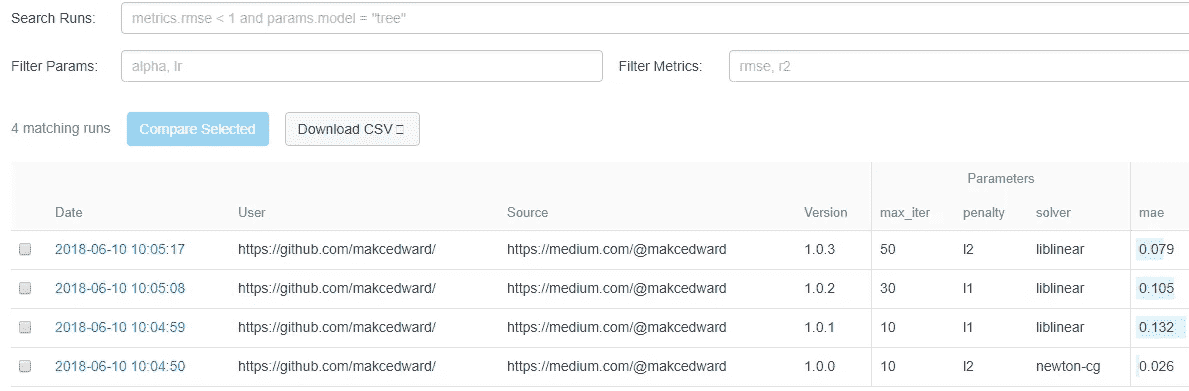 Search Runs: metrics.rmse < 1 and params.model = "tree"
Filter Params: alpha, lr Filter Metrics: rmse, r2
4 matching runs Compare Selected Download CSV
Parameters
Date User Source Version max_iter penalty solver mae
2018-06-10 10:05:17 https://github.com/makcedward/ https://medium.com/@makcedward 1.0.3 50 l2 liblinear 0.079
2018-06-10 10:05:08 https://github.com/makcedward/ https://medium.com/@makcedward 1.0.2 30 l1 liblinear 0.105
2018-06-10 10:04:59 https://github.com/makcedward/ https://medium.com/@makcedward 1.0.1 10 l1 liblinear 0.132
2018-06-10 10:04:50 https://github.com/makcedward/ https://medium.com/@makcedward 1.0.0 10 l2 newton-cg 0.026